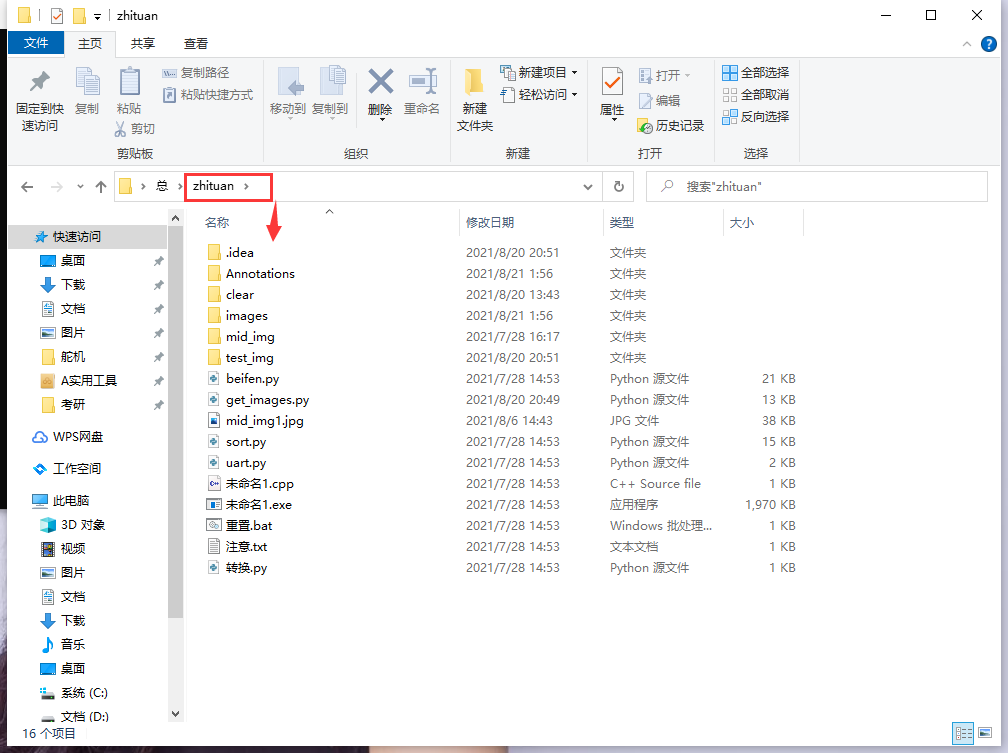 zhituan
文件 主页 共享 查看
固定到快速访问
复制
粘贴
复制路径
粘贴快捷方式
剪切
剪贴板
移动到
复制到
删除
重命名
组织
新建文件夹
新建项目
轻松访问
新建
属性
打开
编辑
历史记录
打开
全部选择
全部取消
反向选择
选择
总 zhituan
搜索"zhituan"
快速访问
桌面
下载
文档
图片
舵机
A实用工具
考研
WPS网盘
工作空间
此电脑
3D 对象
视频
图片
文档
下载
音乐
桌面
系统 (C:)
文档 (D:)
名称 修改日期 类型 大小
.idea 2021/8/20 20:51 文件夹
Annotations 2021/8/21 1:56 文件夹
clear 2021/8/20 13:43 文件夹
images 2021/8/21 1:56 文件夹
mid_img 2021/7/28 16:17 文件夹
test_img 2021/8/20 20:51 文件夹
beifen.py 2021/7/28 14:53 Python 源文件 21 KB
get_images.py 2021/8/20 20:49 Python 源文件 13 KB
mid_img1.jpg 2021/8/6 14:43 JPG 文件 38 KB
sort.py 2021/7/28 14:53 Python 源文件 15 KB
uart.py 2021/7/28 14:53 Python 源文件 2 KB
未命名1.cpp 2021/7/28 14:53 C++ Source file 1 KB
未命名1.exe 2021/7/28 14:53 应用程序 1,970 KB
重置.bat 2021/7/28 14:53 Windows 批处理... 1 KB
注意.txt 2021/7/28 14:53 文本文档 1 KB
转换.py 2021/7/28 14:53 Python 源文件 1 KB
16 个项目